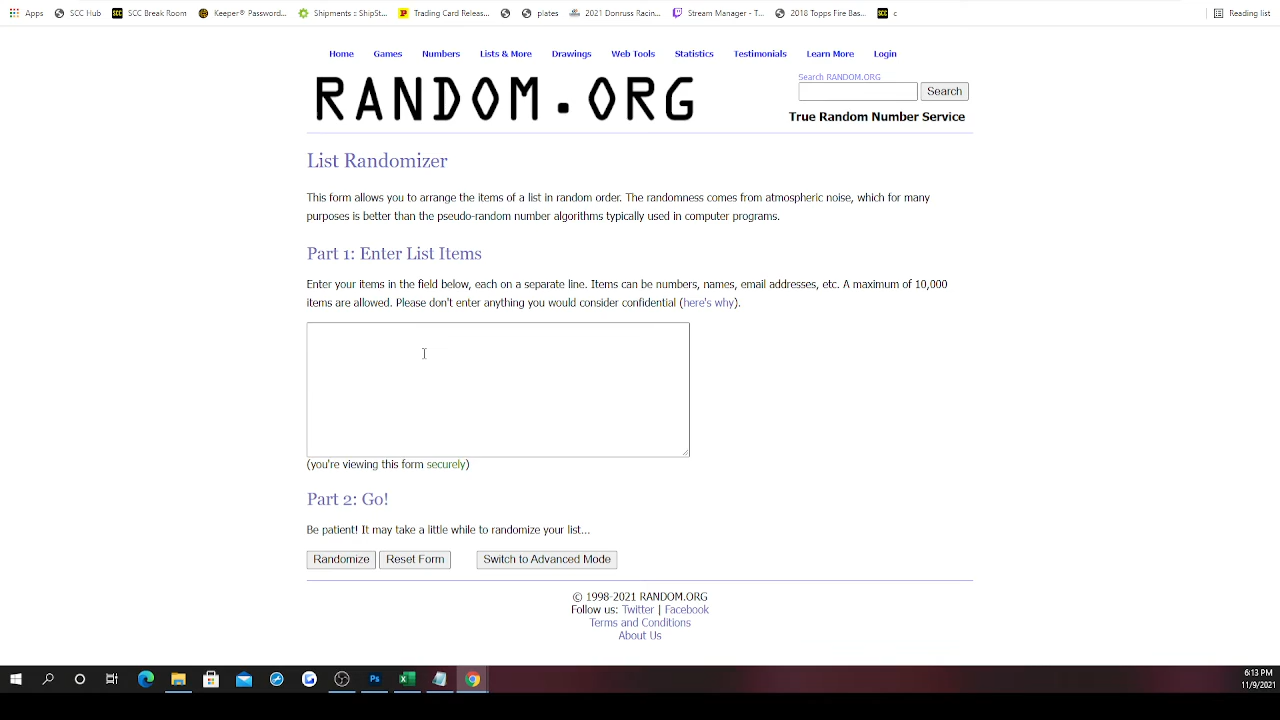 Apps SCC Hub SCC Break Room Keeper® Password... Shipments :: ShipSt... Trading Card Releas... plates 2021 Donruss Racin... Stream Manager - T... 2018 Topps Fire Bas... c Reading list
Home Games Numbers Lists & More Drawings Web Tools Statistics Testimonials Learn More Login
RANDOM.ORG
Search RANDOM.ORG
Search
True Random Number Service
List Randomizer
This form allows you to arrange the items of a list in random order. The randomness comes from atmospheric noise, which for many
purposes is better than the pseudo-random number algorithms typically used in computer programs.
Part 1: Enter List Items
Enter your items in the field below, each on a separate line. Items can be numbers, names, email addresses, etc. A maximum of 10,000
items are allowed. Please don't enter anything you would consider confidential (here's why).
(you're viewing this form securely)
Part 2: Go!
Be patient! It may take a little while to randomize your list...
Randomize Reset Form Switch to Advanced Mode
© 1998-2021 RANDOM.ORG
Follow us: Twitter | Facebook
Terms and Conditions
About Us
Ps
6:13 PM
11/9/2021